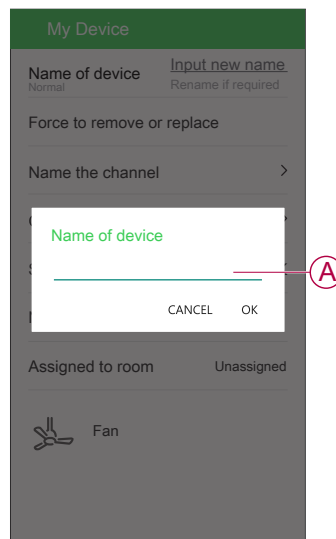 My Device
Name of device Input new name
Normal Rename if required
Force to remove or replace
Name the channel
Name of device
A
CANCEL OK
Assigned to room Unassigned
Fan